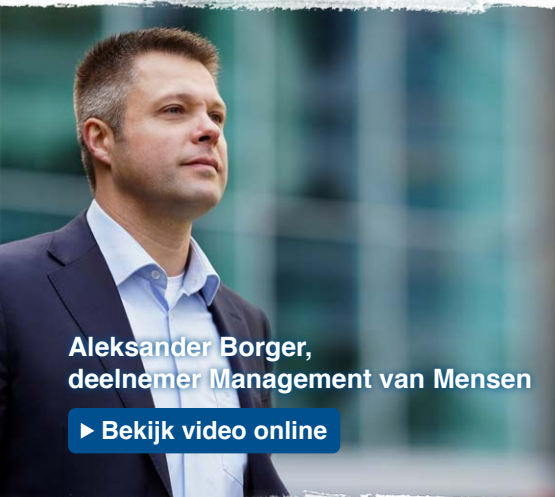 Aleksander Borger,
deelnemer Management van Mensen
Bekijk video online